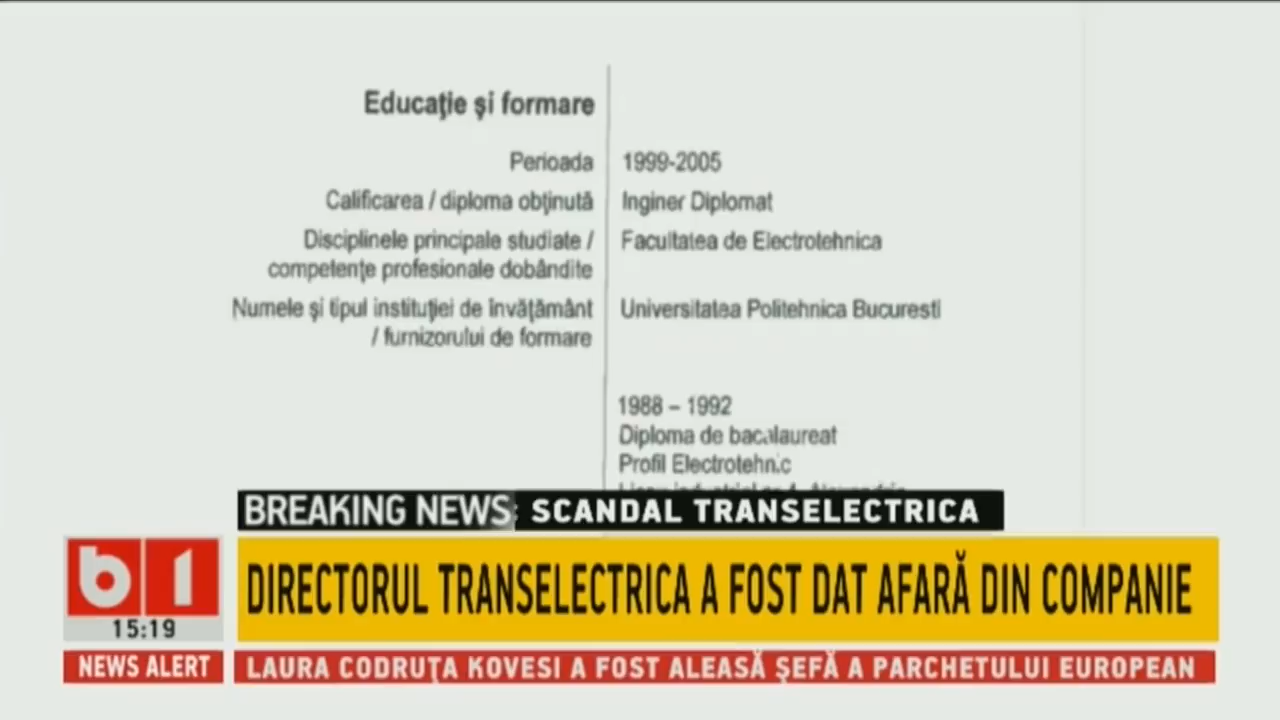 Educaţie şi formare
Perioada 1999-2005
Calificarea / diploma obţinută Inginer Diplomat
Disciplinele principale studiate / Facultatea de Electrotehnica
competenţe profesionale dobândite
Numele şi tipul instituţiei de învăţământ Universitatea Politehnica Bucuresti
/ furnizorului de formare
1988 – 1992
Diploma de bacalaureat
Profil Electrotehnic
BREAKING NEWS: SCANDAL TRANSELECTRICA
b1
DIRECTORUL TRANSELECTRICA A FOST DAT AFARĂ DIN COMPANIE
15:19
NEWS ALERT LAURA CODRUŢA KOVESI A FOST ALEASĂ ŞEFĂ A PARCHETULUI EUROPEAN